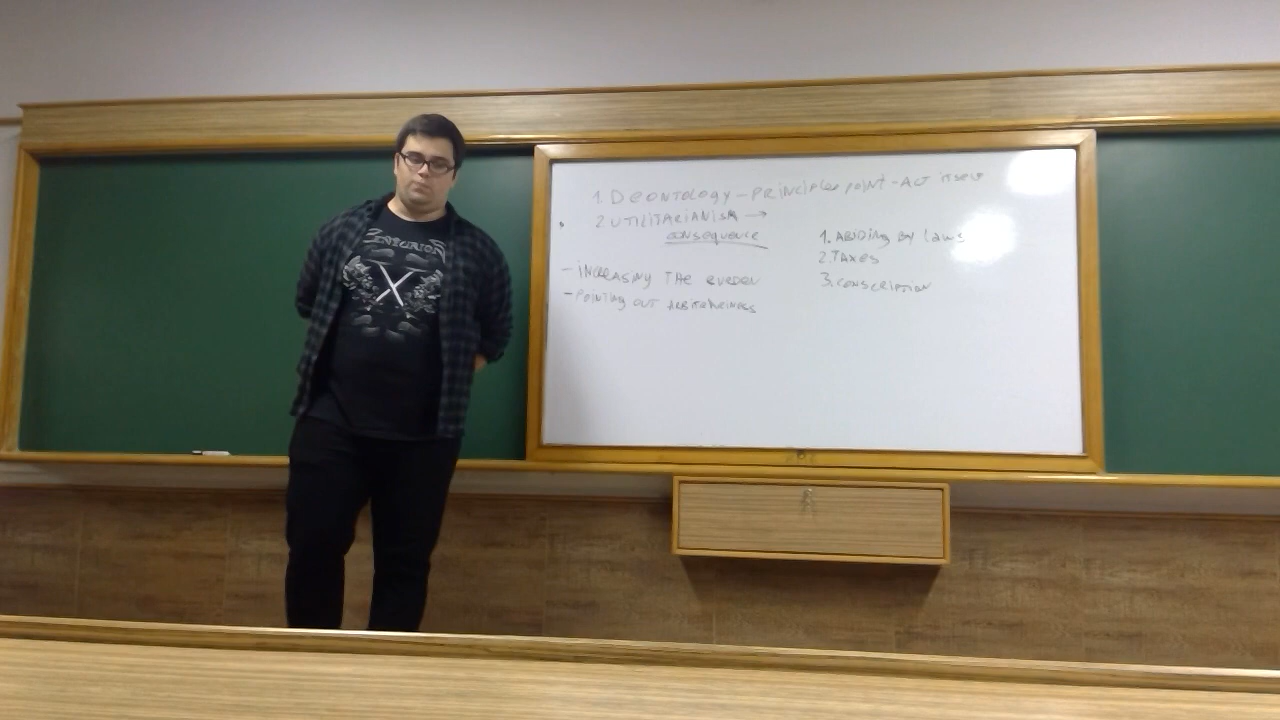 1. DEONTOLOGY - PRINCIPLES POINT - ACT ITSELF
2 UTILITARIANISM →
CONSEQUENCE
- INCREASING THE BURDEN
- POINTING OUT ARBITRARINESS
1. ABIDING BY LAWS
2. TAXES
3. CONSCRIPTION
X